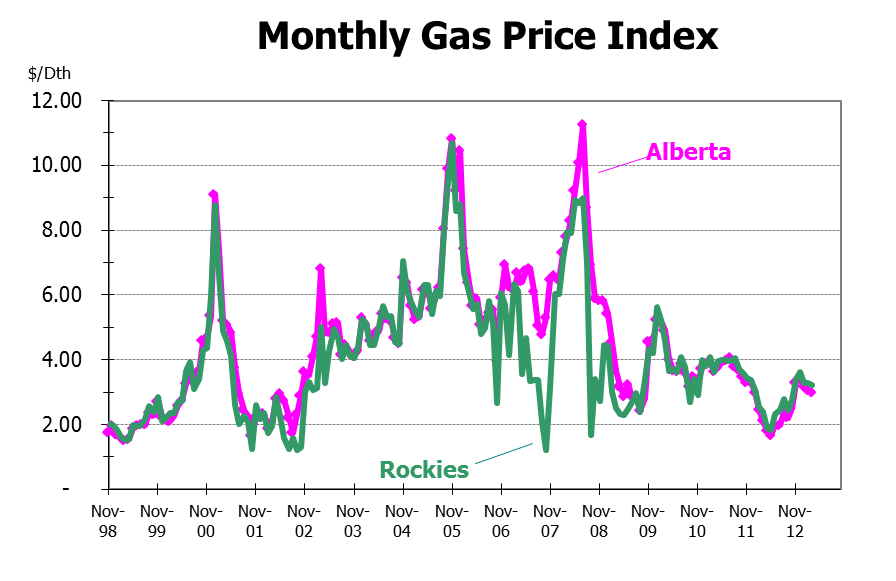 Monthly Gas Price Index
$/Dth
12.00
10.00
8.00
6.00
4.00
2.00
-
Alberta
Rockies
Nov- Nov- Nov- Nov- Nov- Nov- Nov- Nov- Nov- Nov- Nov- Nov- Nov- Nov- Nov-
98 99 00 01 02 03 04 05 06 07 08 09 10 11 12